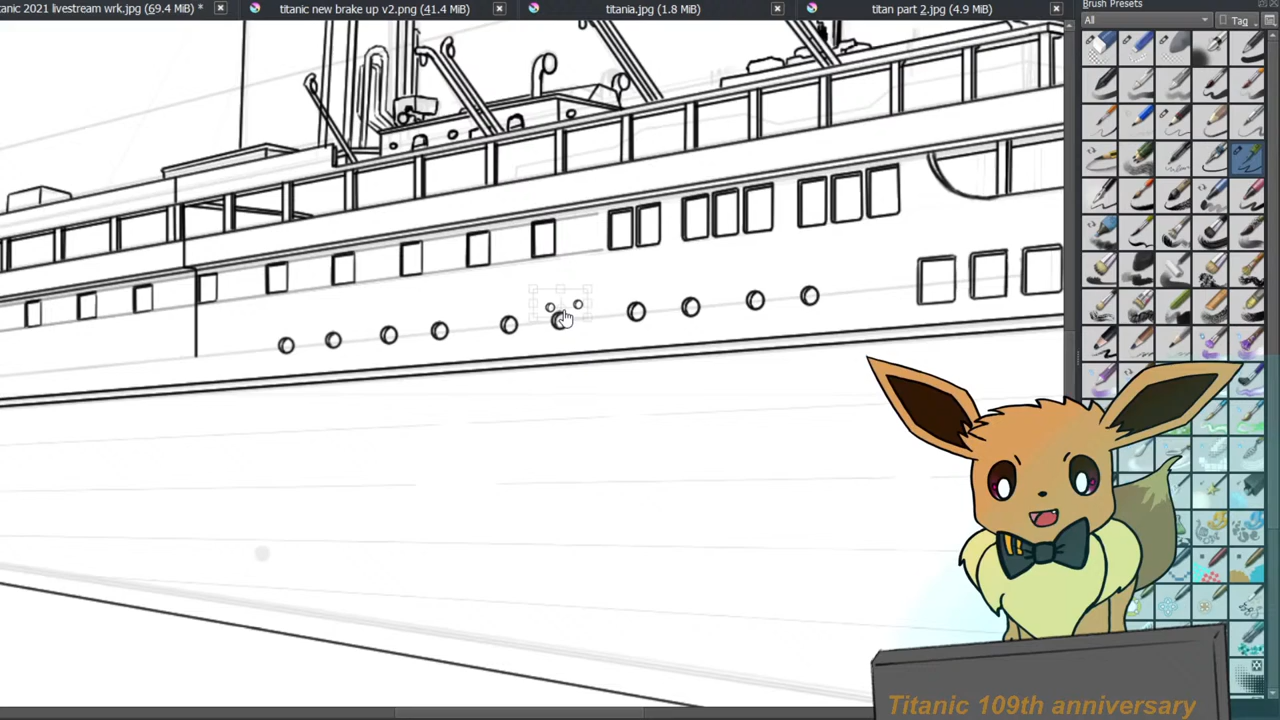 tanic 2021 livestream wrk.jpg (69.4 MiB) *
titanic new brake up v2.png (41.4 MiB)
titania.jpg (1.8 MiB)
titan part 2.jpg (4.9 MiB)
Brush Presets
All
Tag
Titanic 109th anniversary